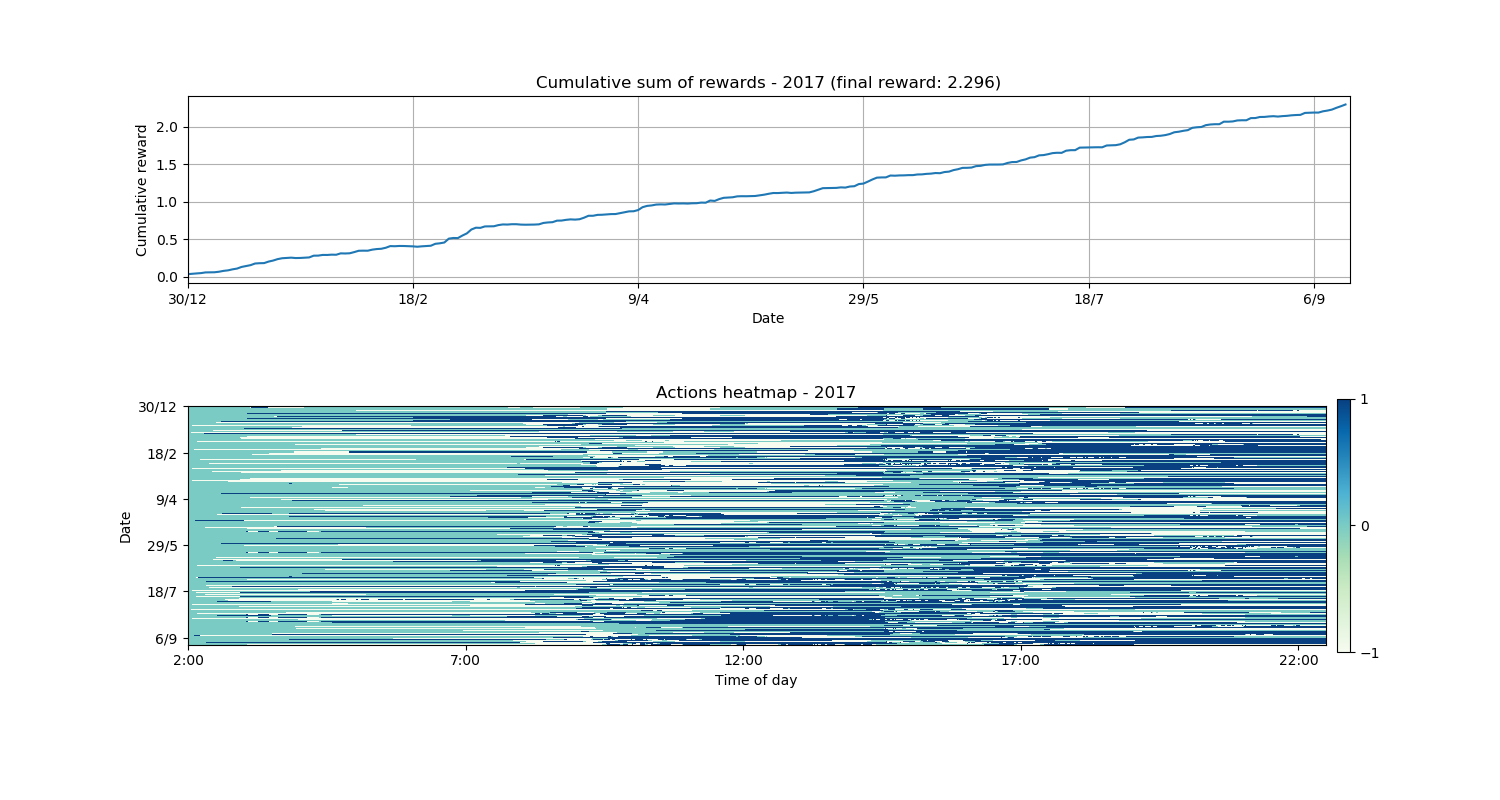 Cumulative sum of rewards - 2017 (final reward: 2.296)
Cumulative reward
2.0
1.5
1.0
0.5
0.0
30/12 18/2 9/4 29/5 18/7 6/9
Date
Actions heatmap - 2017
Date
30/12
18/2
9/4
29/5
18/7
6/9
2:00 7:00 12:00 17:00 22:00
Time of day
1
0
−1